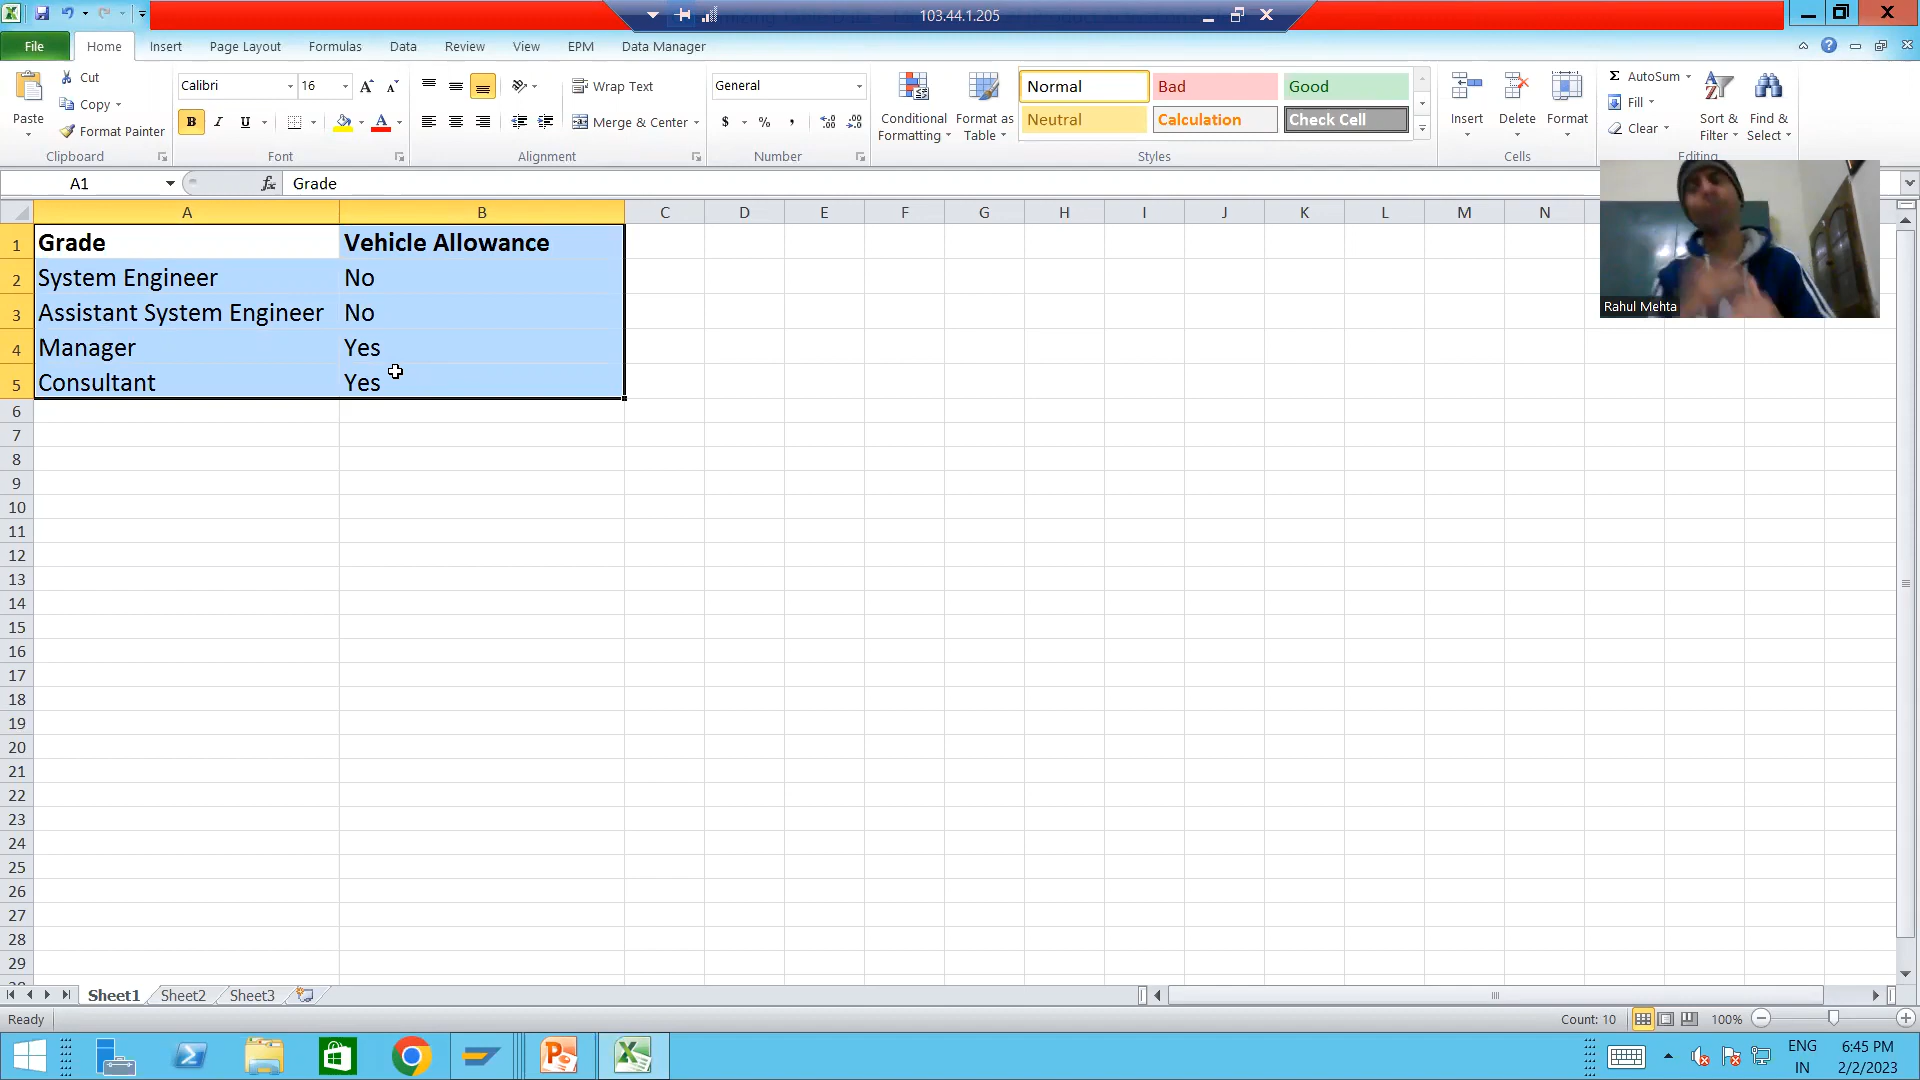 103.44.1.205
File Home Insert Page Layout Formulas Data Review View EPM Data Manager
Cut
Copy
Format Painter
Paste
Clipboard
Calibri 16
B I U
Font
Wrap Text
Merge & Center
Alignment
General
$ % ,
Number
Conditional Formatting
Format as Table
Normal Bad Good
Neutral Calculation Check Cell
Styles
Insert Delete Format
Cells
Σ AutoSum
Fill
Clear
Sort & Filter
Find & Select
Editing
A1 fx Grade
A B C D E F G H I J K L M N
1 Grade Vehicle Allowance
2 System Engineer No
3 Assistant System Engineer No
4 Manager Yes
5 Consultant Yes
6
7
8
9
10
11
12
13
14
15
16
17
18
19
20
21
22
23
24
25
26
27
28
29
Rahul Mehta
Sheet1 Sheet2 Sheet3
Ready Count: 10 100%
ENG 6:45 PM
IN 2/2/2023